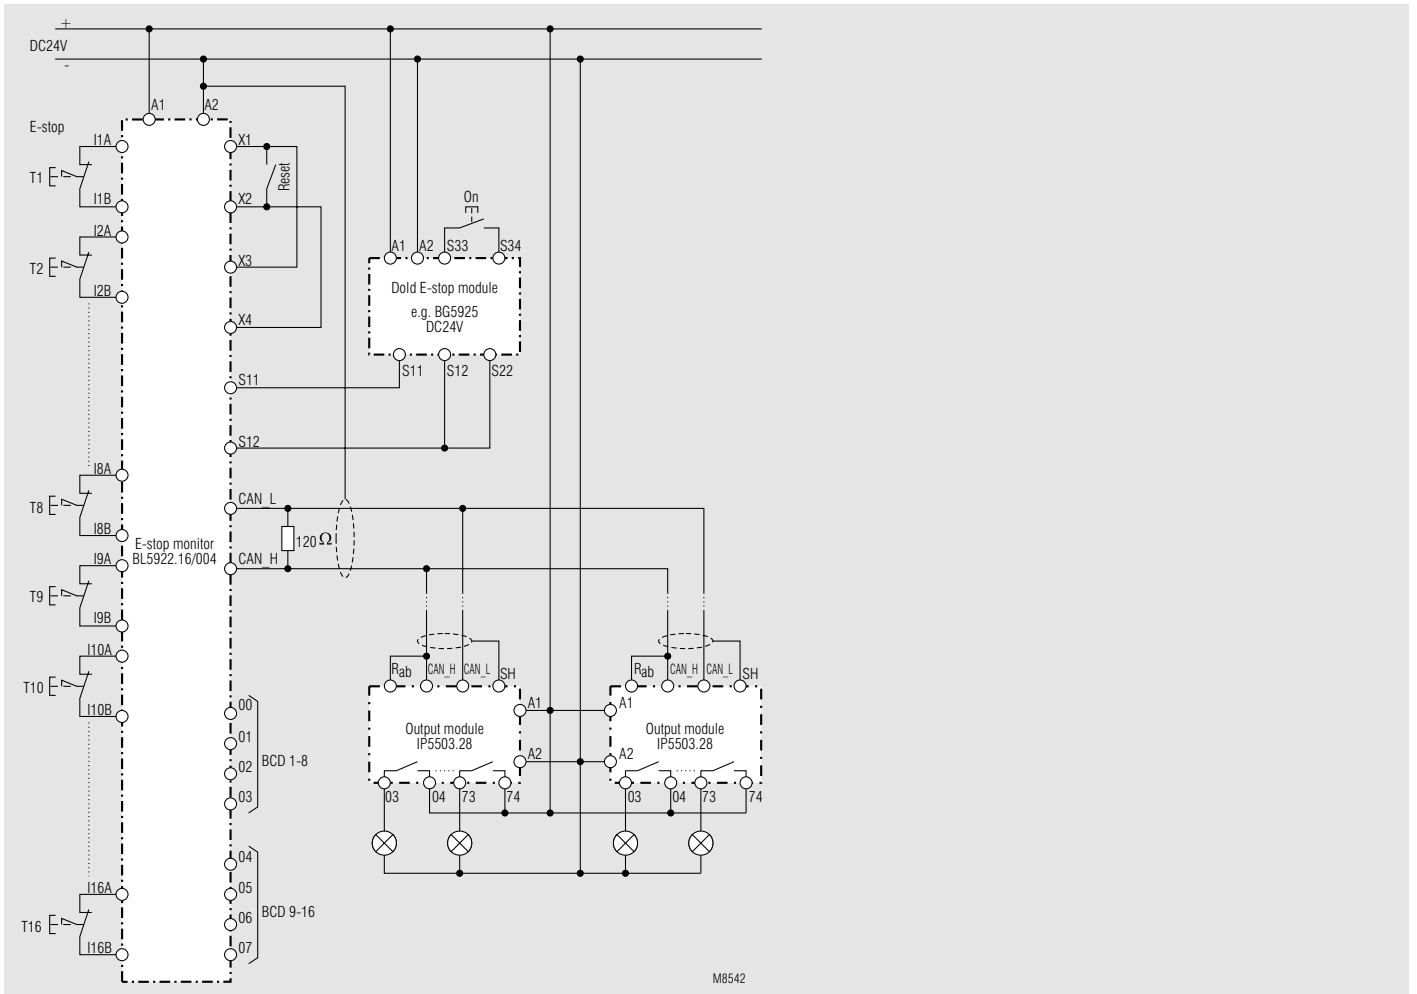 +
DC24V
-
A1
A2
E-stop
I1A
T1
I1B
I2A
T2
I2B
I8A
T8
I8B
I9A
T9
I9B
I10A
T10
I10B
I16A
T16
I16B
E-stop monitor
BL5922.16/004
X1
Reset
X2
X3
X4
S11
S12
CAN_L
120 Ω
CAN_H
00
01
02
03
BCD 1-8
04
05
06
07
BCD 9-16
On
A1
A2
S33
S34
Dold E-stop module
e.g. BG5925
DC24V
S11
S12
S22
Rab
CAN_H
CAN_L
SH
A1
Output module
IP5503.28
A2
03
04
73
74
Rab
CAN_H
CAN_L
SH
A1
Output module
IP5503.28
A2
03
04
73
74
M8542